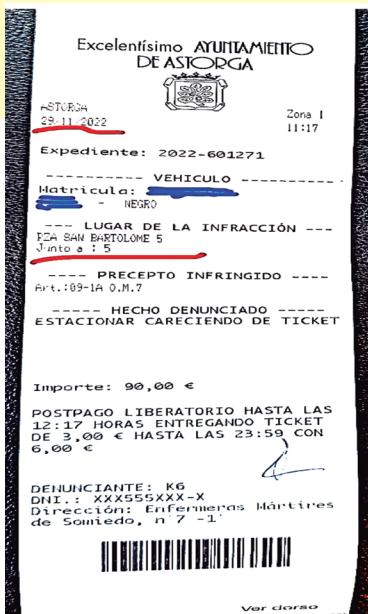 Excelentísimo AYUNTAMIENTO
DE ASTORGA
ASTORGA
29-11-2022
Zona 1
11:17
Expediente: 2022-601271
---------- VEHICULO ----------
Matricula:
- NEGRO
--- LUGAR DE LA INFRACCIÓN ---
PZA SAN BARTOLOME 5
Junto a : 5
---- PRECEPTO INFRINGIDO ----
Art.:09-1A O.M.7
----- HECHO DENUNCIADO -----
ESTACIONAR CARECIENDO DE TICKET
Importe: 90,00 €
POSTPAGO LIBERATORIO HASTA LAS
12:17 HORAS ENTREGANDO TICKET
DE 3,00 € HASTA LAS 23:59 CON
6,00 €
DENUNCIANTE: K6
DNI.: XXX555XXX-X
Dirección: Enfermeras Mártires
de Somiedo, nº7 -1º
Ver dorso